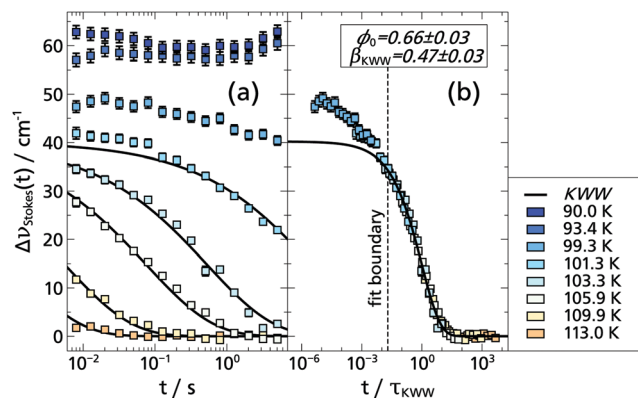 ϕ₀=0.66±0.03
β_KWW=0.47±0.03
(a)
(b)
Δν_Stokes(t) / cm⁻¹
60
50
40
30
20
10
0
fit boundary
10⁻² 10⁻¹ 10⁰
10⁻⁶ 10⁻³ 10⁰ 10³
t / s
t / τ_KWW
KWW
90.0 K
93.4 K
99.3 K
101.3 K
103.3 K
105.9 K
109.9 K
113.0 K